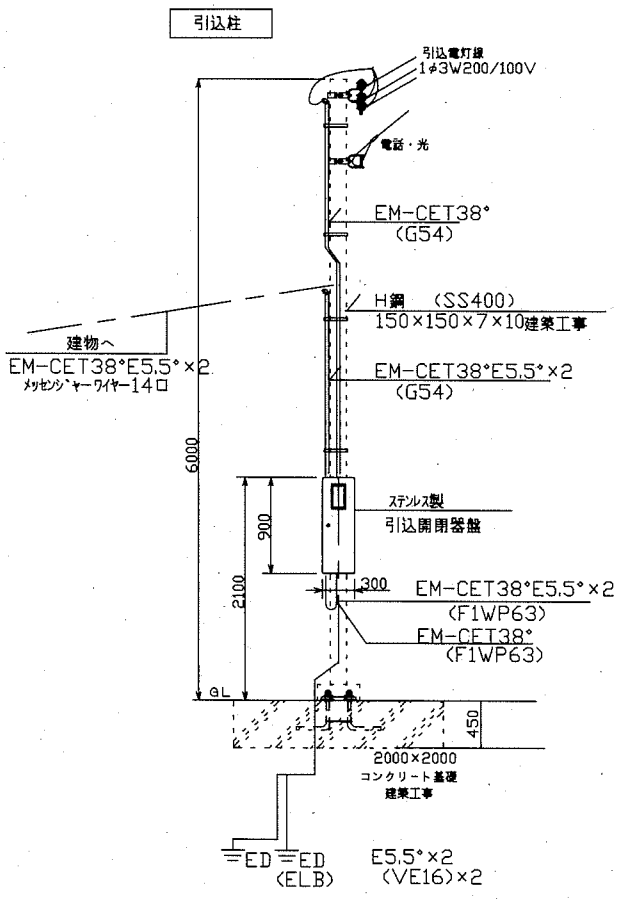 引込柱
引込電灯線
1φ3W200/100V
電話・光
EM-CET38°
(G54)
H鋼 (SS400)
150×150×7×10建築工事
建物へ
EM-CET38°E5,5°×2
メッセンジャーワイヤー14口
EM-CET38°E5,5°×2
(G54)
6000
900
2100
ステンレス製
引込開閉器盤
300
EM-CET38°E5,5°×2
(F1WP63)
EM-CET38°
(F1WP63)
GL
450
2000×2000
コンクリート基礎
建築工事
ED
ED
(ELB)
E5,5°×2
(VE16)×2